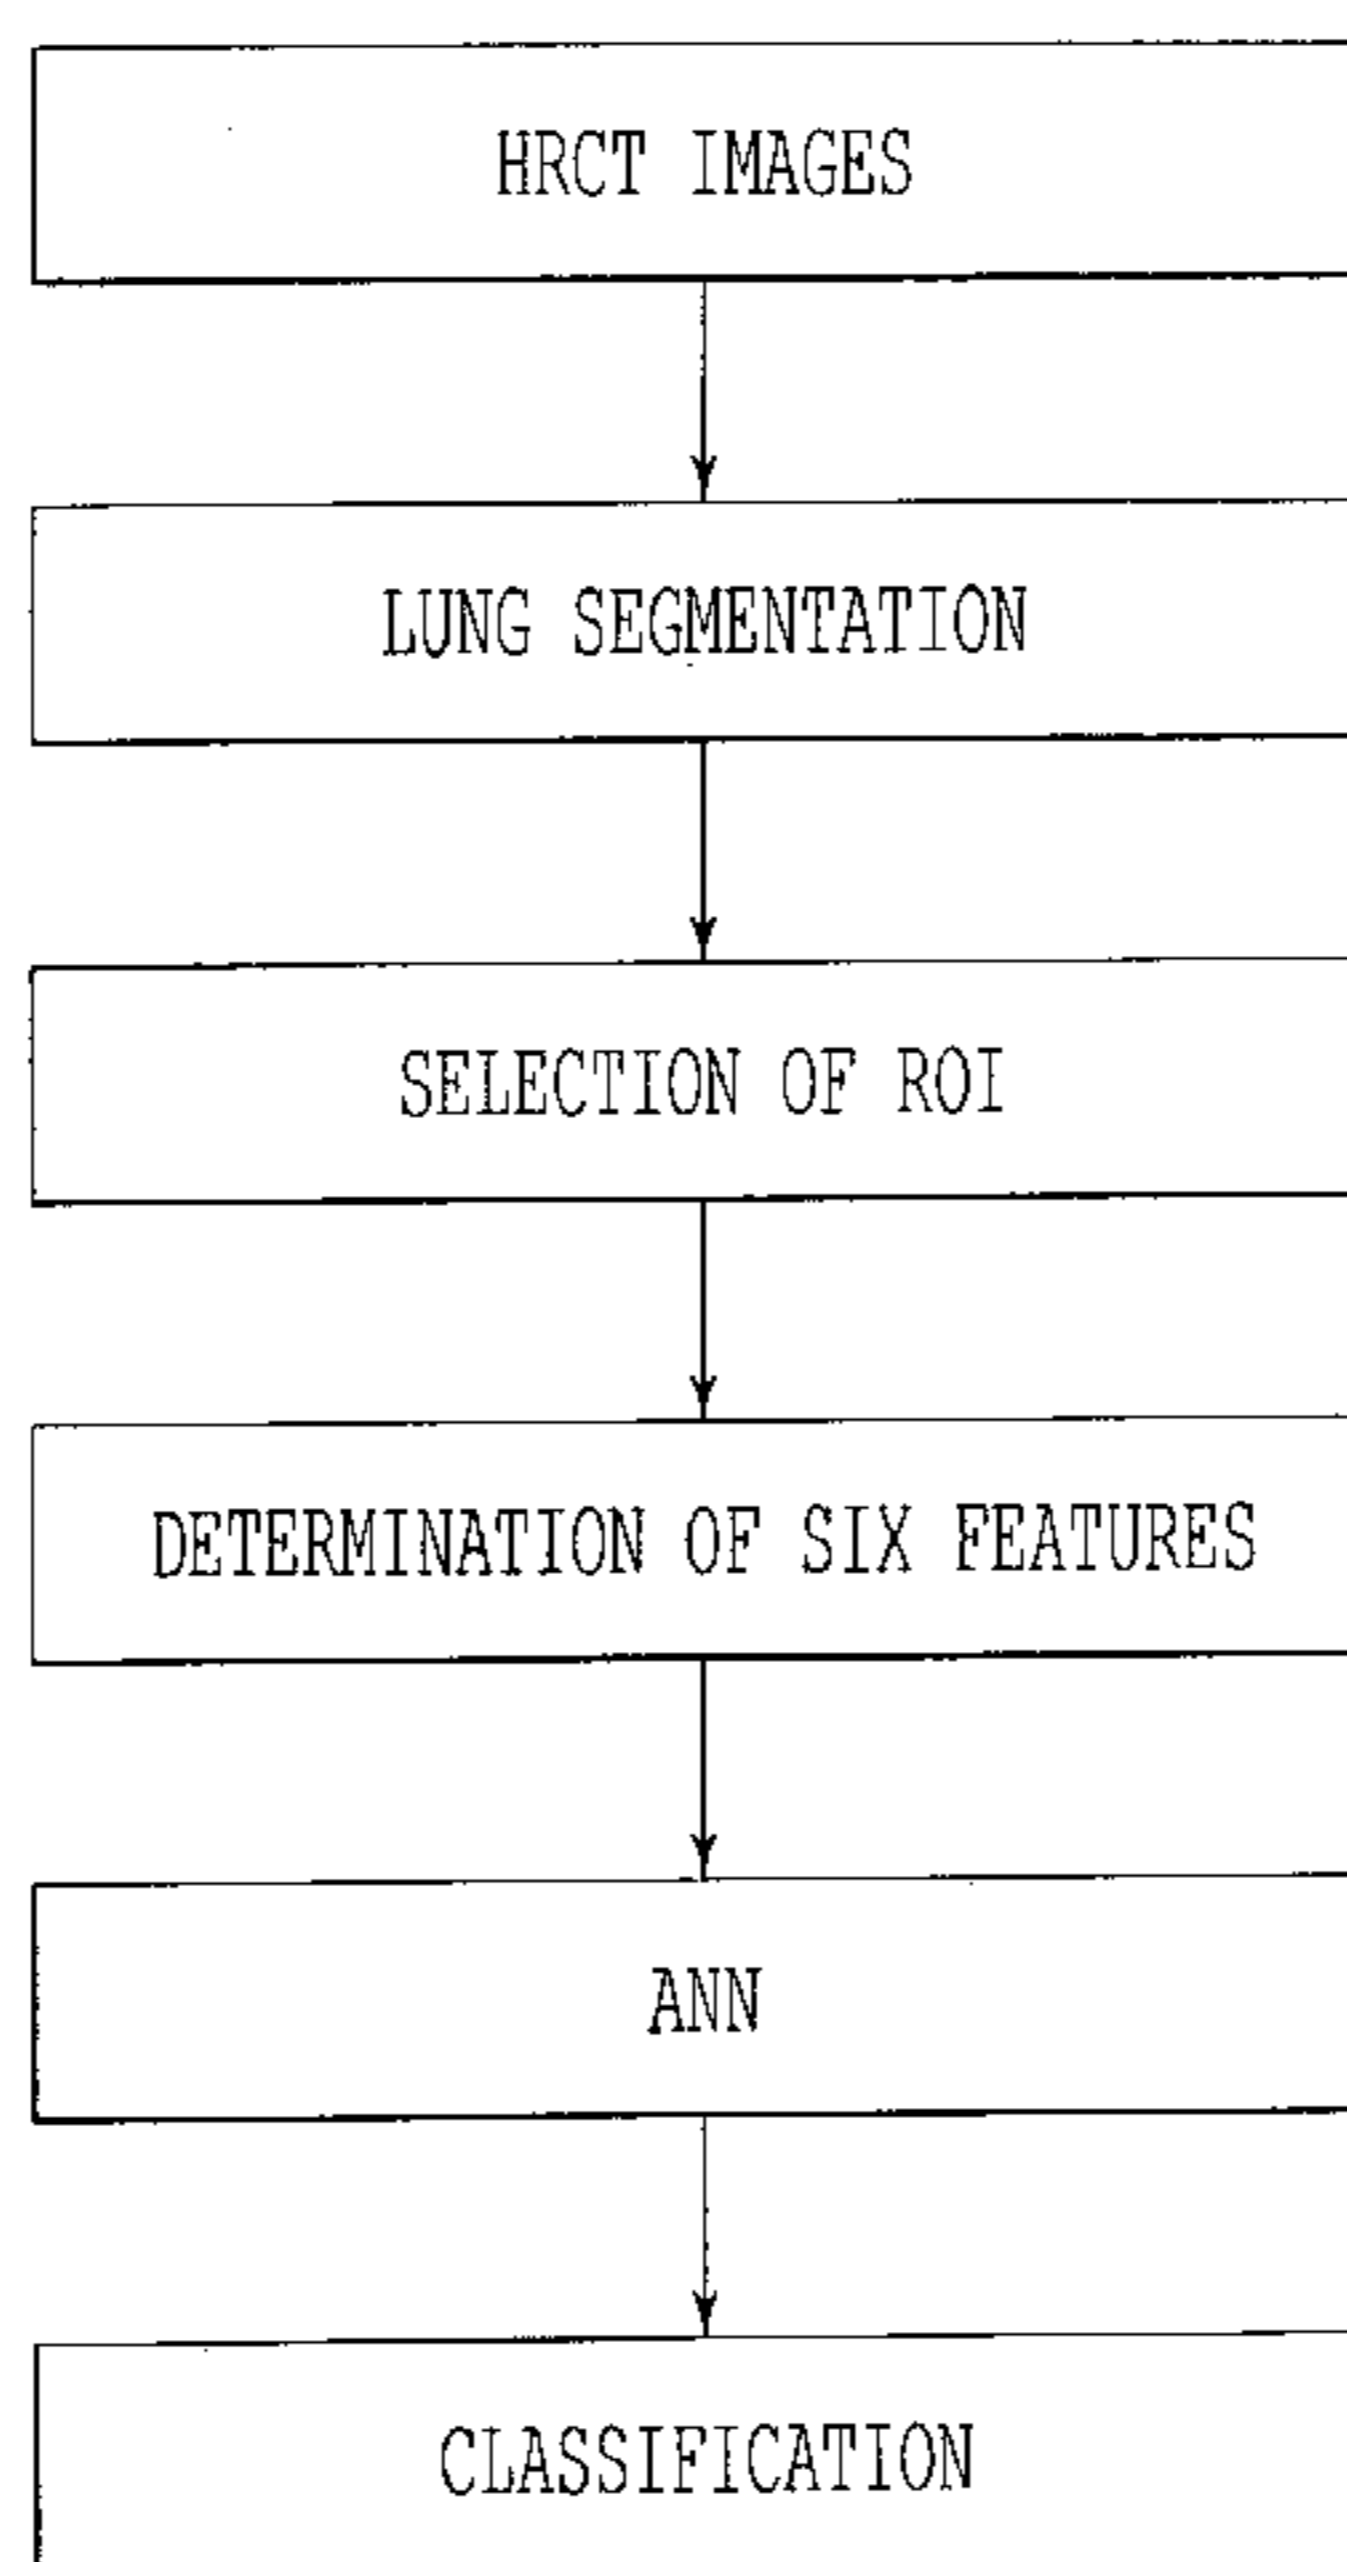 HRCT IMAGES
LUNG SEGMENTATION
SELECTION OF ROI
DETERMINATION OF SIX FEATURES
ANN
CLASSIFICATION